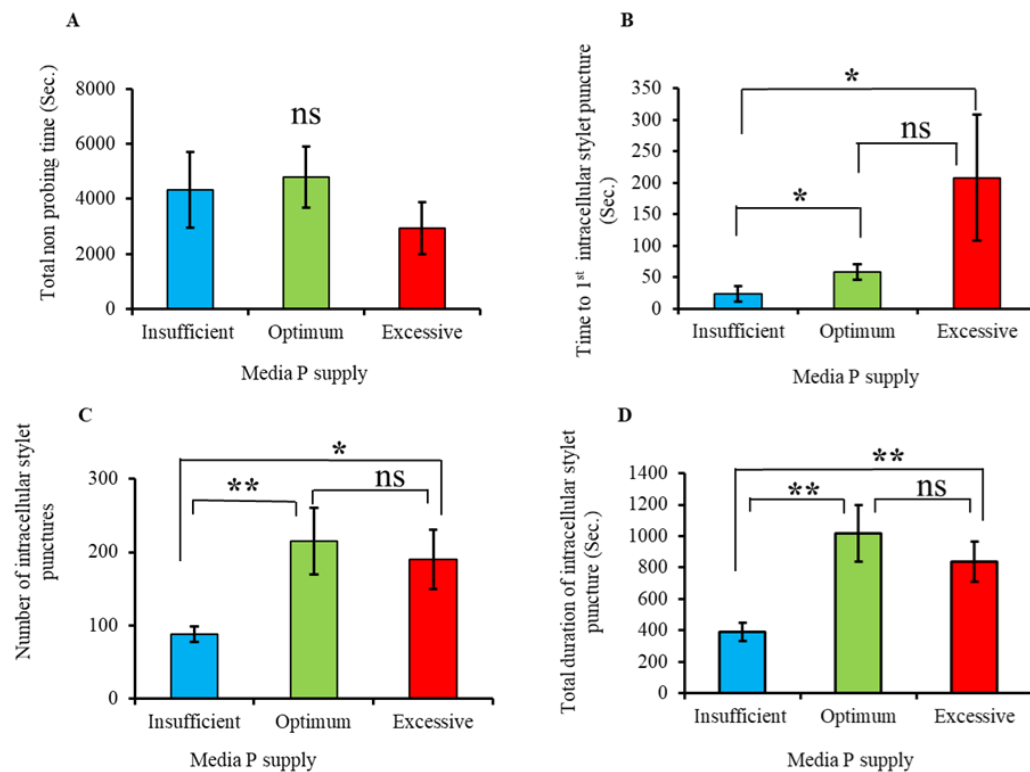 A
Total non probing time (Sec.)
8000
6000
4000
2000
0
ns
Insufficient Optimum Excessive
Media P supply
B
Time to 1st intracellular stylet puncture
(Sec.)
350
300
250
200
150
100
50
0
*
ns
*
Insufficient Optimum Excessive
Media P supply
C
Number of intracellular stylet
punctures
300
200
100
0
*
**
ns
Insufficient Optimum Excessive
Media P supply
D
Total duration of intracellular stylet
puncture (Sec.)
1400
1200
1000
800
600
400
200
0
**
**
ns
Insufficient Optimum Excessive
Media P supply